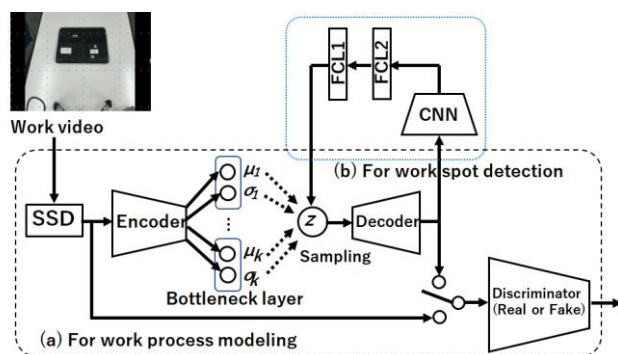 Work video
FCL1
FCL2
CNN
(b) For work spot detection
SSD
Encoder
μ1
σ1
⋮
μk
σk
Bottleneck layer
z
Sampling
Decoder
Discriminator
(Real or Fake)
(a) For work process modeling